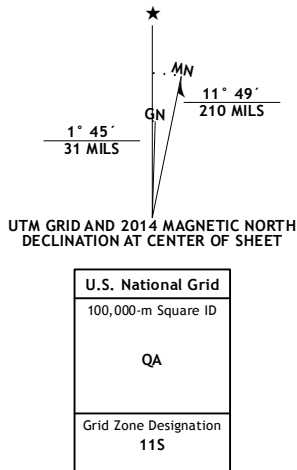 ★
MN
GN
1° 45´
31 MILS
11° 49´
210 MILS
UTM GRID AND 2014 MAGNETIC NORTH
DECLINATION AT CENTER OF SHEET
U.S. National Grid
100,000-m Square ID
QA
Grid Zone Designation
11S